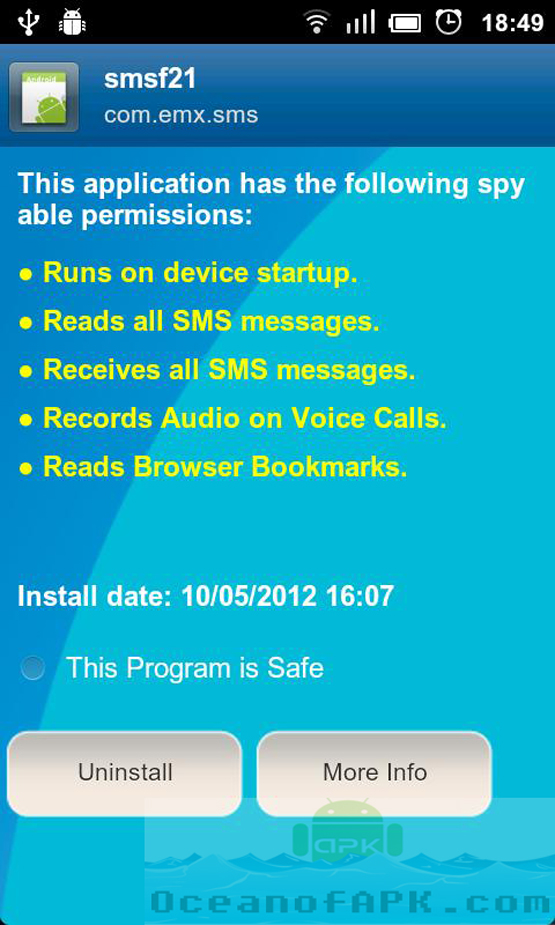 18:49
Android
smsf21
com.emx.sms
This application has the following spy
able permissions:
● Runs on device startup.
● Reads all SMS messages.
● Receives all SMS messages.
● Records Audio on Voice Calls.
● Reads Browser Bookmarks.
Install date: 10/05/2012 16:07
This Program is Safe
Uninstall More Info
APK
OceanofAPK.com